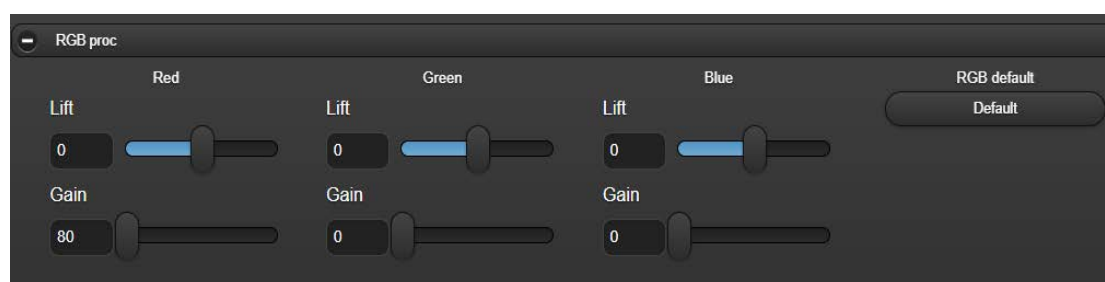 RGB proc
Red Green Blue RGB default
Lift Lift Lift Default
0 0 0
Gain Gain Gain
80 0 0